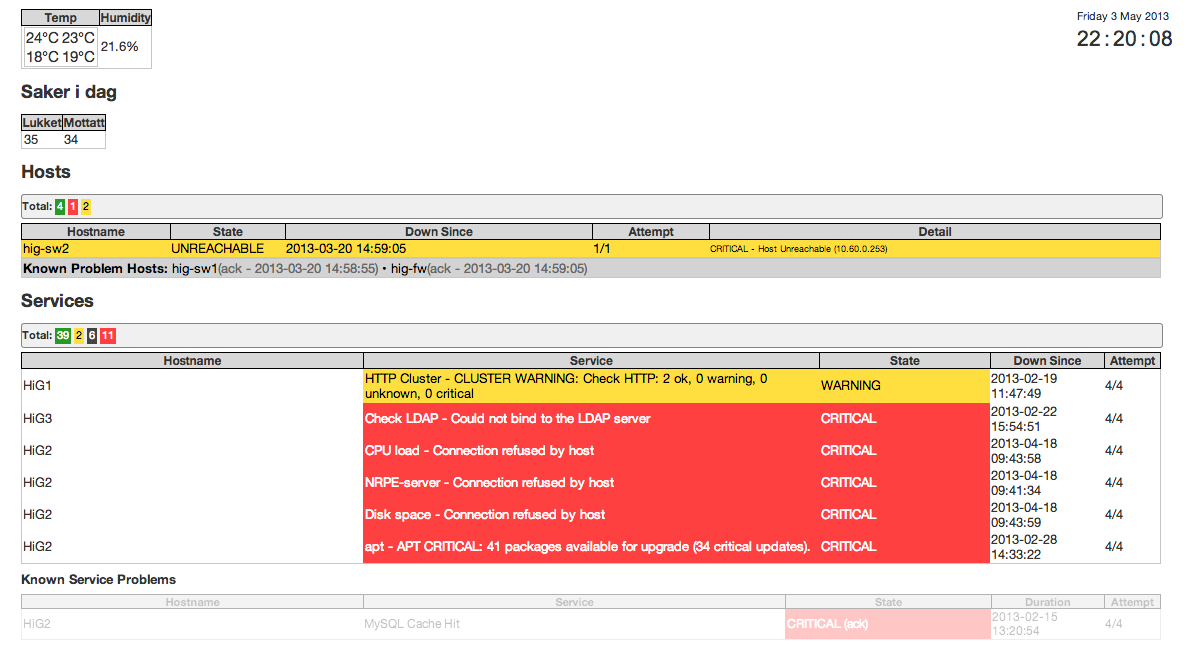 Temp Humidity
24°C 23°C
18°C 19°C
21.6%
Friday 3 May 2013
22:20:08
Saker i dag
Lukket Mottatt
35 34
Hosts
Total: 4 1 2
Hostname State Down Since Attempt Detail
hig-sw2 UNREACHABLE 2013-03-20 14:59:05 1/1 CRITICAL - Host Unreachable (10.60.0.253)
Known Problem Hosts: hig-sw1(ack - 2013-03-20 14:58:55) • hig-fw(ack - 2013-03-20 14:59:05)
Services
Total: 39 2 6 11
Hostname Service State Down Since Attempt
HiG1 HTTP Cluster - CLUSTER WARNING: Check HTTP: 2 ok, 0 warning, 0 unknown, 0 critical WARNING 2013-02-19 11:47:49 4/4
HiG3 Check LDAP - Could not bind to the LDAP server CRITICAL 2013-02-22 15:54:51 4/4
HiG2 CPU load - Connection refused by host CRITICAL 2013-04-18 09:43:58 4/4
HiG2 NRPE-server - Connection refused by host CRITICAL 2013-04-18 09:41:34 4/4
HiG2 Disk space - Connection refused by host CRITICAL 2013-04-18 09:43:59 4/4
HiG2 apt - APT CRITICAL: 41 packages available for upgrade (34 critical updates). CRITICAL 2013-02-28 14:33:22 4/4
Known Service Problems
Hostname Service State Duration Attempt
HiG2 MySQL Cache Hit CRITICAL (ack) 2013-02-15 13:20:54 4/4